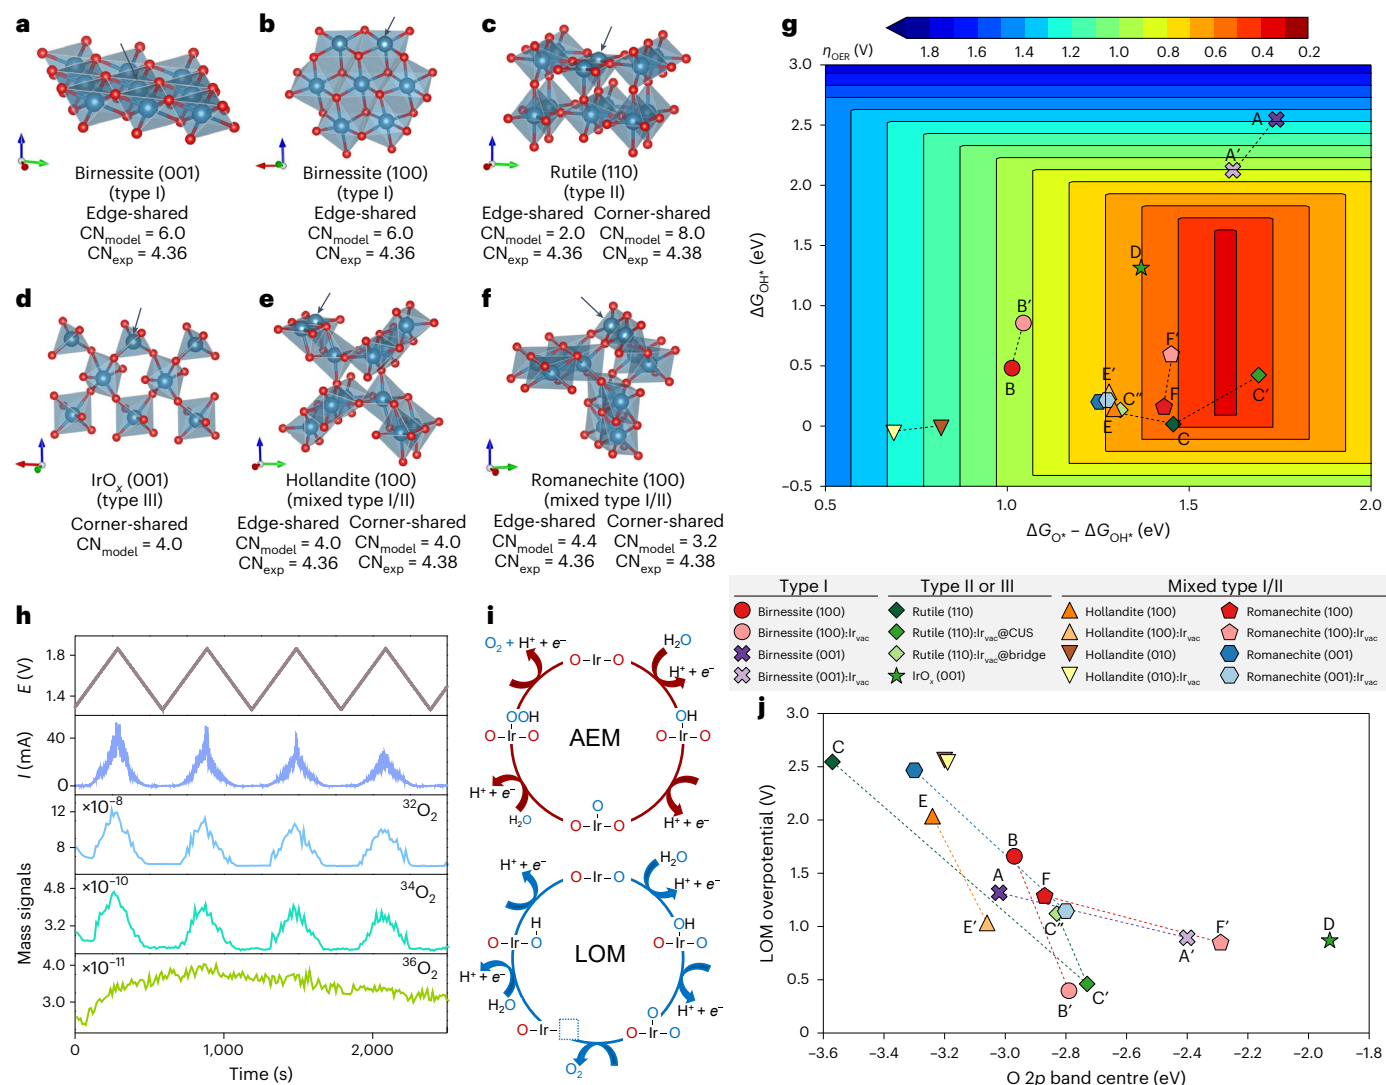 a
Birnessite (001)
(type I)
Edge-shared
CNmodel = 6.0
CNexp = 4.36
b
Birnessite (100)
(type I)
Edge-shared
CNmodel = 6.0
CNexp = 4.36
c
Rutile (110)
(type II)
Edge-shared Corner-shared
CNmodel = 2.0 CNmodel = 8.0
CNexp = 4.36 CNexp = 4.38
d
IrOx (001)
(type III)
Corner-shared
CNmodel = 4.0
e
Hollandite (100)
(mixed type I/II)
Edge-shared Corner-shared
CNmodel = 4.0 CNmodel = 4.0
CNexp = 4.36 CNexp = 4.38
f
Romanechite (100)
(mixed type I/II)
Edge-shared Corner-shared
CNmodel = 4.4 CNmodel = 3.2
CNexp = 4.36 CNexp = 4.38
g
ηOER (V)
1.8 1.6 1.4 1.2 1.0 0.8 0.6 0.4 0.2
3.0
2.5
2.0
1.5
1.0
0.5
0
−0.5
ΔGOH* (eV)
A
A′
D
B′
B
F′
E′
C″
F
C′
E
C
0.5 1.0 1.5 2.0
ΔGO* − ΔGOH* (eV)
Type I
Birnessite (100)
Birnessite (100):Irvac
Birnessite (001)
Birnessite (001):Irvac
Type II or III
Rutile (110)
Rutile (110):Irvac@CUS
Rutile (110):Irvac@bridge
IrOx (001)
Mixed type I/II
Hollandite (100)
Hollandite (100):Irvac
Hollandite (010)
Hollandite (010):Irvac
Romanechite (100)
Romanechite (100):Irvac
Romanechite (001)
Romanechite (001):Irvac
h
E (V)
1.8
1.4
I (mA)
40
0
Mass signals
×10−8
32O2
12
8
×10−10
34O2
4.8
3.2
×10−11
36O2
4.0
3.0
0 1,000 2,000
Time (s)
i
AEM
O2 + H+ + e−
O–Ir–O
H2O
H+ + e−
OH
O–Ir–O
H+ + e−
O
O–Ir–O
H2O
H+ + e−
OOH
O–Ir–O
LOM
H+ + e−
O–Ir–O
H2O
H+ + e−
OH
O–Ir–O
H+ + e−
O
O–Ir–O
O2
O–Ir–
H2O
H+ + e−
H
O–Ir–O
j
LOM overpotential (V)
3.0
2.5
2.0
1.5
1.0
0.5
0
C
E
B
A
F
E′
C″
F′
A′
D
B′
C′
−3.6 −3.4 −3.2 −3.0 −2.8 −2.6 −2.4 −2.2 −2.0 −1.8
O 2p band centre (eV)